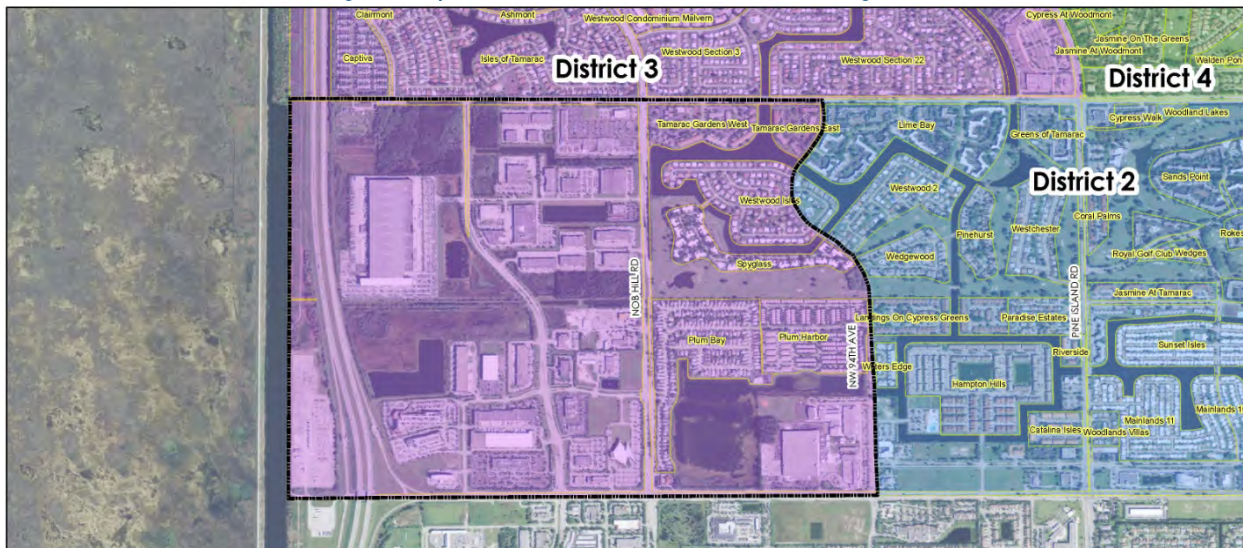 Clairmont
Ashmont
Westwood Condominium Malvern
Cypress At Woodmont
Captiva
Isles of Tamarac
Westwood Section 3
Westwood Section 22
Jasmine On The Greens
Jasmine At Woodmont
District 3
District 4
Tamarac Gardens West
Tamarac Gardens East
Lime Bay
Greens of Tamarac
Cypress Walk
Woodland Lakes
District 2
Sands Point
Westwood Isles
Westwood 2
Pinehurst
Westchester
Coral Palms
Wedgewood
Royal Golf Club
Wedges
Spyglass
NOB HILL RD
PINE ISLAND RD
Jasmine At Tamarac
Landings On Cypress Greens
Paradise Estates
Plum Bay
Plum Harbor
NW 94TH AVE
Riverside
Sunset Isles
Waters Edge
Hampton Hills
Mainlands 11
Catalina Isles
Woodlands Villas